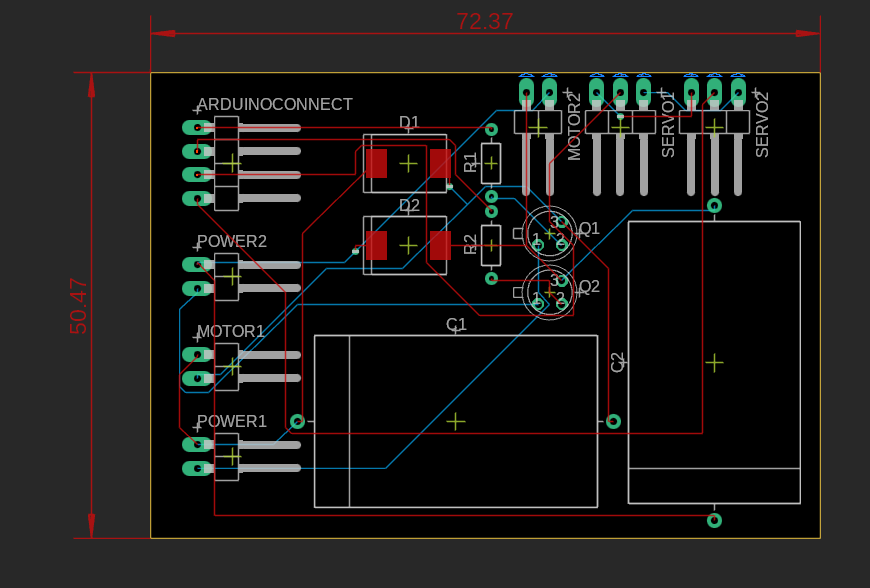 72.37
ARDUINOCONNECT
D1
R1
MOTOR2
SERVO1
SERVO2
D2
R2
3
1
2
Q1
POWER2
3
1
2
Q2
50.47
MOTOR1
C1
C2
POWER1